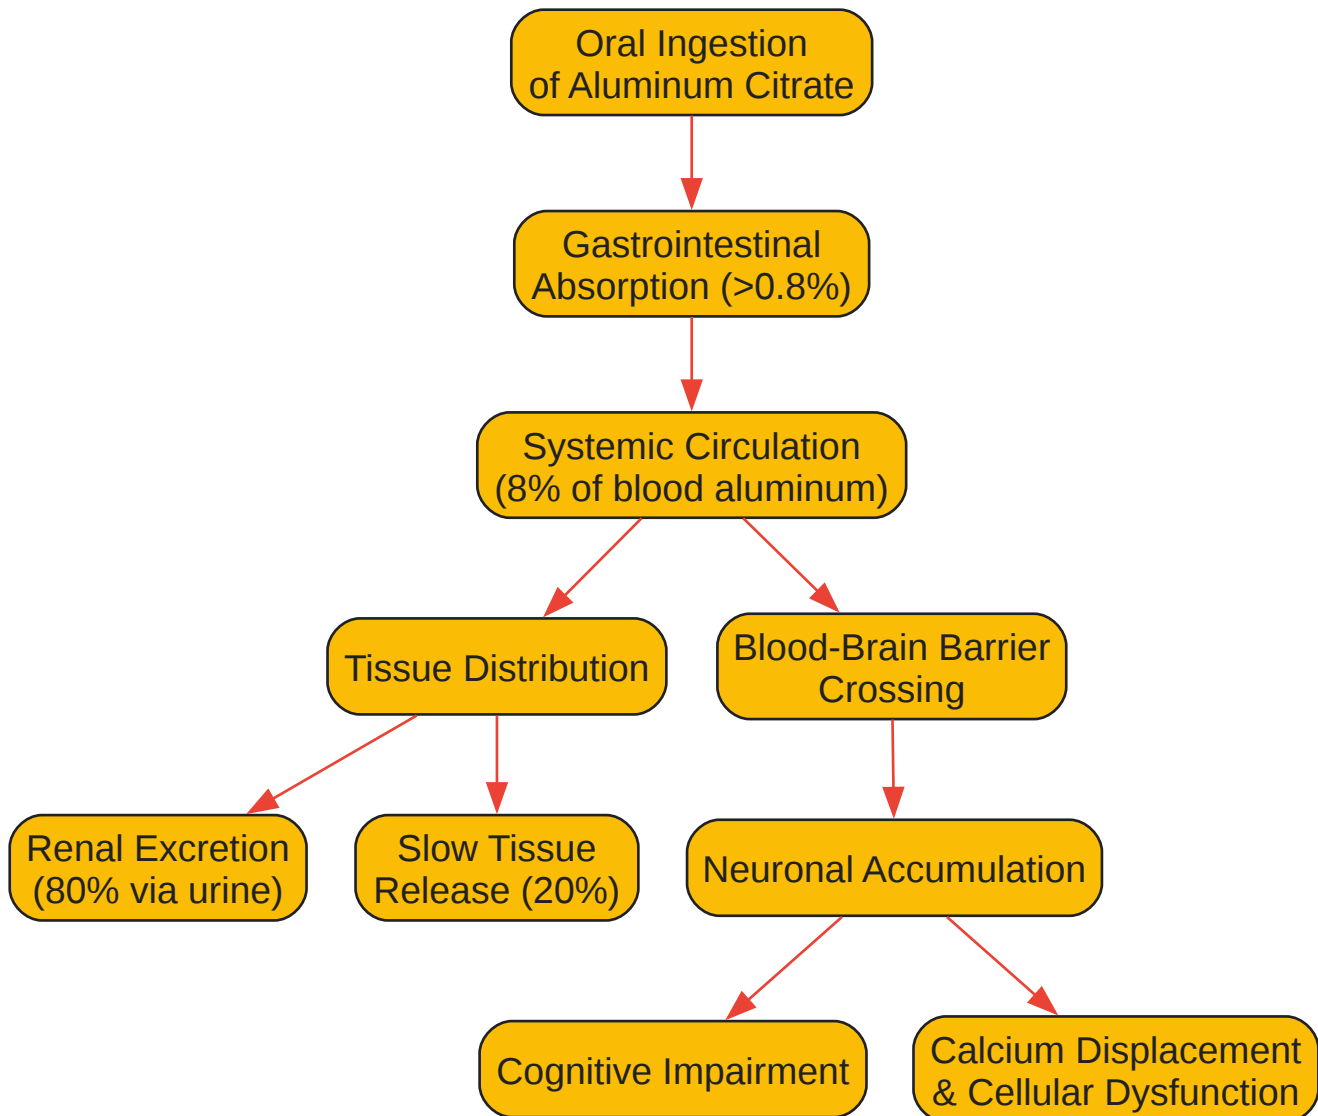 Oral Ingestion
of Aluminum Citrate
Gastrointestinal
Absorption (>0.8%)
Systemic Circulation
(8% of blood aluminum)
Tissue Distribution
Blood-Brain Barrier
Crossing
Renal Excretion
(80% via urine)
Slow Tissue
Release (20%)
Neuronal Accumulation
Cognitive Impairment
Calcium Displacement
& Cellular Dysfunction